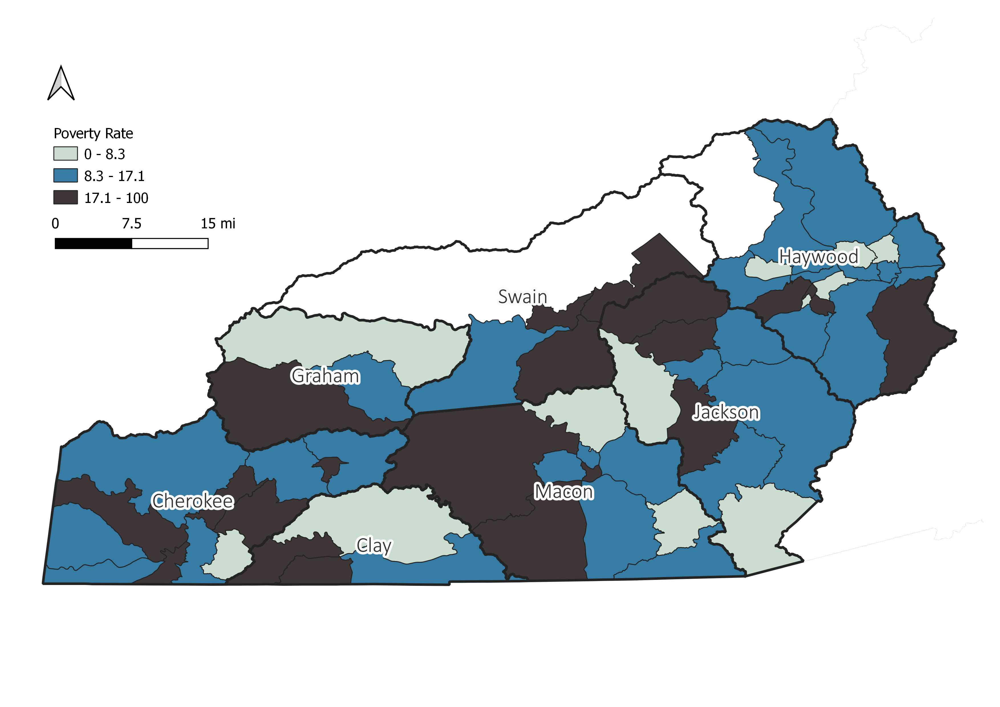 Poverty Rate
0 - 8.3
8.3 - 17.1
17.1 - 100
0 7.5 15 mi
Haywood
Swain
Graham
Jackson
Macon
Cherokee
Clay